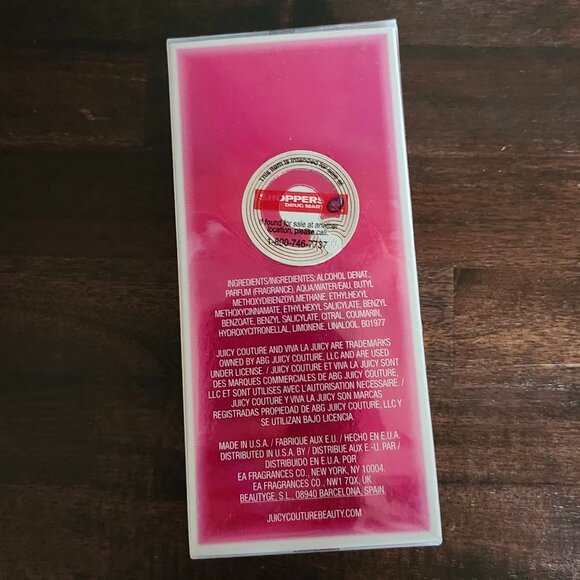 This item is intended for sale at
SHOPPERS
DRUG MART
if found for sale at another
location, please call,
1-800-746-7737
INGREDIENTS/INGREDIENTES: ALCOHOL DENAT.,
PARFUM (FRAGRANCE), AQUA/WATER/EAU, BUTYL
METHOXYDIBENZOYLMETHANE, ETHYLHEXYL
METHOXYCINNAMATE, ETHYLHEXYL SALICYLATE, BENZYL
BENZOATE, BENZYL SALICYLATE, CITRAL, COUMARIN,
HYDROXYCITRONELLAL, LIMONENE, LINALOOL. B01977
JUICY COUTURE AND VIVA LA JUICY ARE TRADEMARKS
OWNED BY ABG JUICY COUTURE, LLC AND ARE USED
UNDER LICENSE. / JUICY COUTURE ET VIVA LA JUICY SONT
DES MARQUES COMMERCIALES DE ABG JUICY COUTURE,
LLC ET SONT UTILISES AVEC L'AUTORISATION NECESSAIRE. /
JUICY COUTURE Y VIVA LA JUICY SON MARCAS
REGISTRADAS PROPIEDAD DE ABG JUICY COUTURE, LLC Y
SE UTILIZAN BAJO LICENCIA.
MADE IN U.S.A. / FABRIQUE AUX E.U. / HECHO EN E.U.A.
DISTRIBUTED IN U.S.A. BY / DISTRIBUE AUX E.-U. PAR /
DISTRIBUIDO EN E.U.A. POR
EA FRAGRANCES CO., NEW YORK, NY 10004.
EA FRAGRANCES CO., NW1 7QX, UK
BEAUTYGE, S.L., 08940 BARCELONA, SPAIN.
JUICYCOUTUREBEAUTY.COM